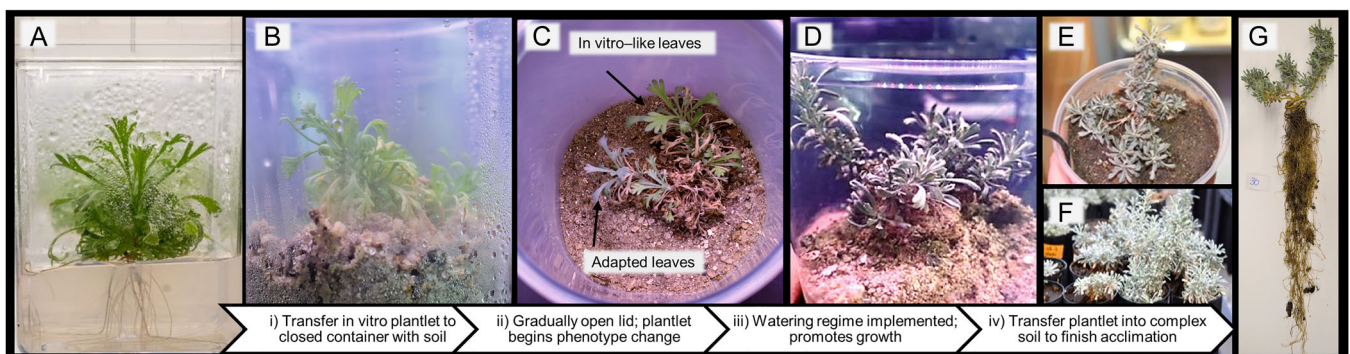 A
B
C
In vitro–like leaves
Adapted leaves
D
E
F
G
30
i) Transfer in vitro plantlet to
closed container with soil
ii) Gradually open lid; plantlet
begins phenotype change
iii) Watering regime implemented;
promotes growth
iv) Transfer plantlet into complex
soil to finish acclimation